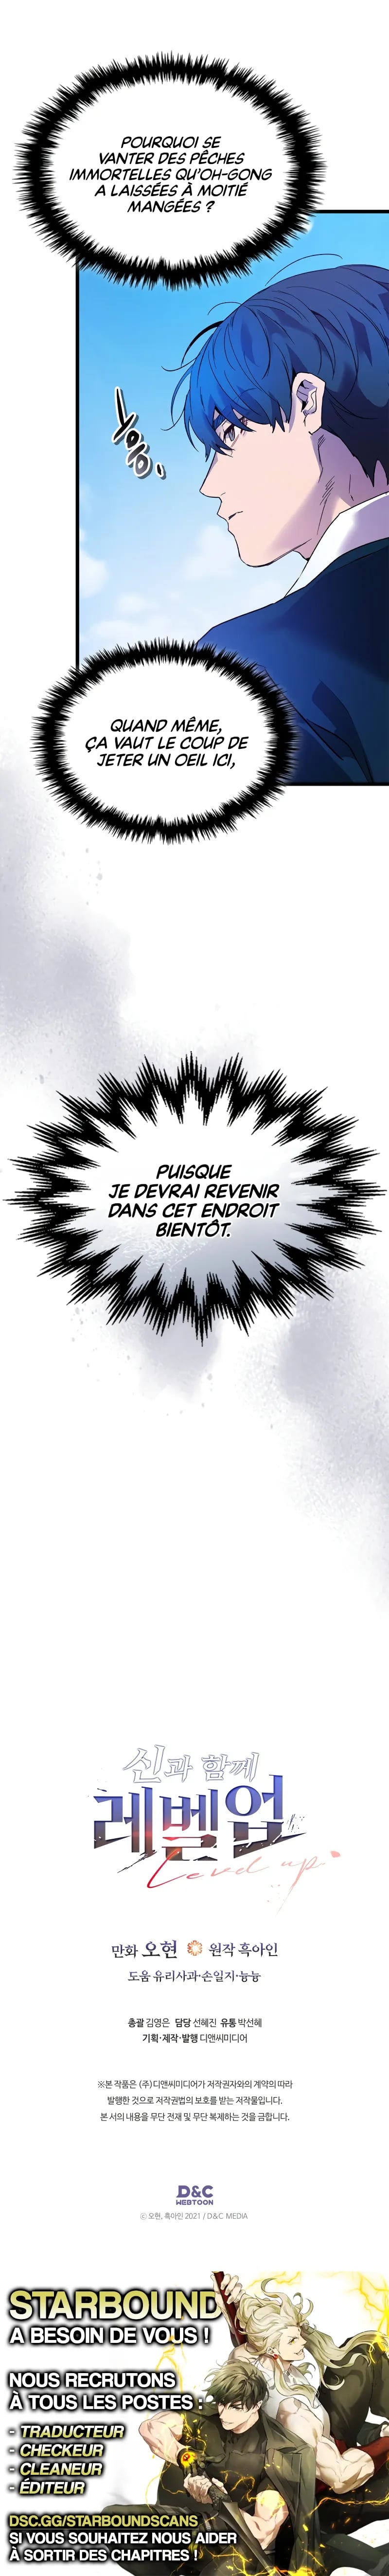 POURQUOI SE
VANTER DES PÊCHES
IMMORTELLES QU'OH-GONG
A LAISSÉES À MOITIÉ
MANGÉES ?
QUAND MÊME,
ÇA VAUT LE COUP DE
JETER UN OEIL ICI,
PUISQUE
JE DEVRAI REVENIR
DANS CET ENDROIT
BIENTÔT.
신과 함께
레벨업
Level up
만화 오현 원작 흑아인
도움 유리사과·손일지·늉늉
총괄 김영은 담당 선혜진 유통 박선혜
기획·제작·발행 디앤씨미디어
※본 작품은 (주)디앤씨미디어가 저작권자와의 계약의 따라
발행한 것으로 저작권법의 보호를 받는 저작물입니다.
본 서의 내용을 무단 전재 및 무단 복제하는 것을 금합니다.
D&C
WEBTOON
ⓒ 오현, 흑아인 2021 / D&C MEDIA
STARBOUND
A BESOIN DE VOUS !
NOUS RECRUTONS
À TOUS LES POSTES :
- TRADUCTEUR
- CHECKEUR
- CLEANEUR
- ÉDITEUR
DSC.GG/STARBOUNDSCANS
SI VOUS SOUHAITEZ NOUS AIDER
À SORTIR DES CHAPITRES !